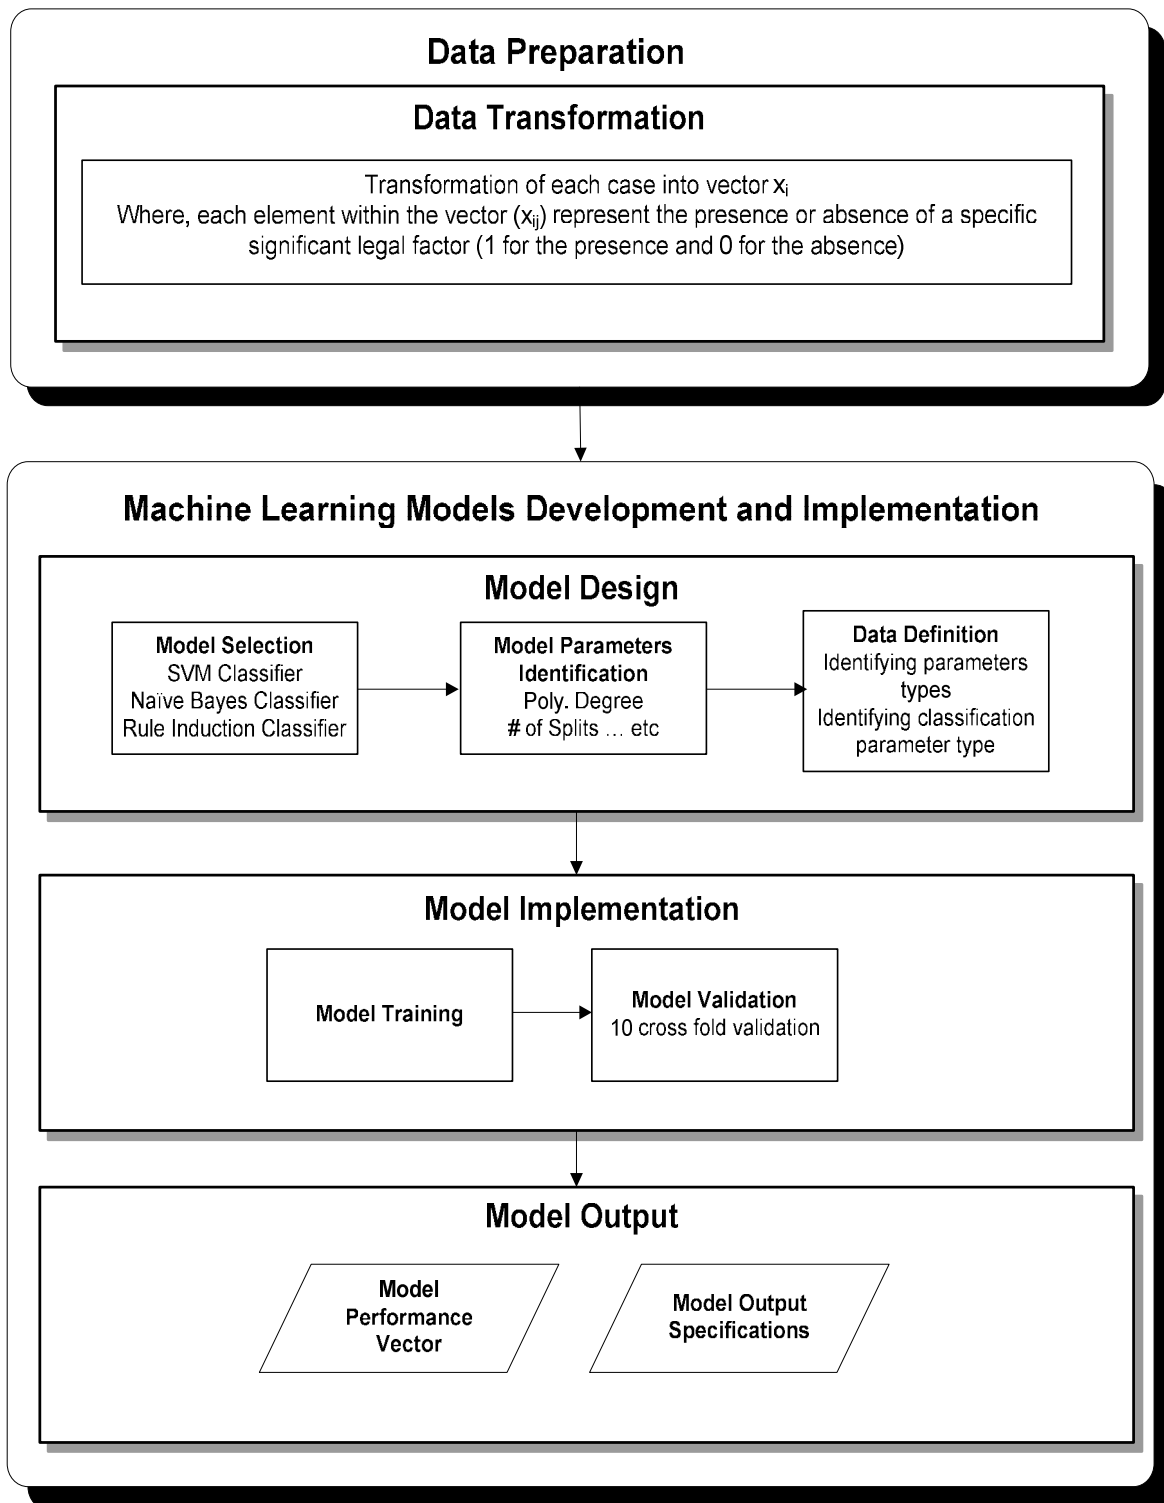 Data Preparation
Data Transformation
Transformation of each case into vector xi
Where, each element within the vector (xij) represent the presence or absence of a specific
significant legal factor (1 for the presence and 0 for the absence)
Machine Learning Models Development and Implementation
Model Design
Model Selection
SVM Classifier
Naïve Bayes Classifier
Rule Induction Classifier
Model Parameters
Identification
Poly. Degree
# of Splits ... etc
Data Definition
Identifying parameters
types
Identifying classification
parameter type
Model Implementation
Model Training
Model Validation
10 cross fold validation
Model Output
Model
Performance
Vector
Model Output
Specifications